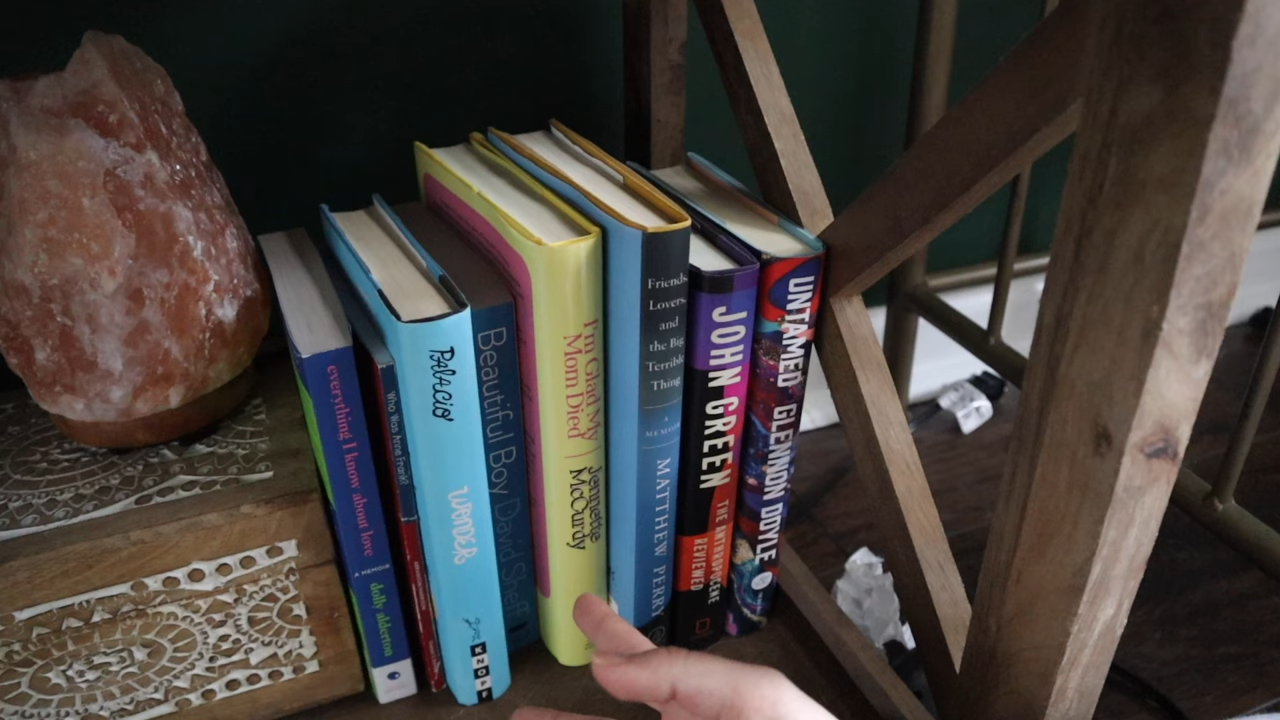 everything I know about love
A MEMOIR
dolly alderton
Who Was Anne Frank?
PALACIO
WONDER
KNOPF
Beautiful Boy David Sheff
I'm Glad My
Mom Died
Jennette
McCurdy
Friends,
Lovers,
and
the Big
Terrible
Thing
A
MEMOIR
MATTHEW PERRY
JOHN GREEN
THE ANTHROPOCENE
REVIEWED
UNTAMED GLENNON DOYLE